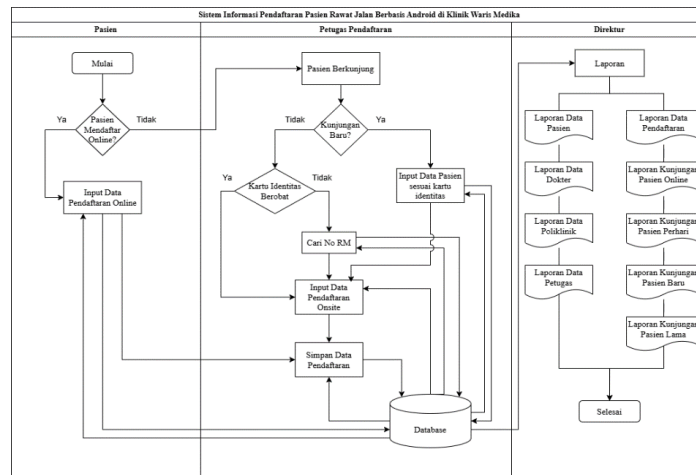 Sistem Informasi Pendaftaran Pasien Rawat Jalan Berbasis Android di Klinik Waris Medika
Pasien
Petugas Pendaftaran
Direktur
Mulai
Pasien
Mendaftar
Online?
Ya
Tidak
Input Data
Pendaftaran Online
Pasien Berkunjung
Kunjungan
Baru?
Tidak
Ya
Kartu Identitas
Berobat
Ya
Tidak
Input Data Pasien
sesuai kartu
identitas
Cari No RM
Input Data
Pendaftaran
Onsite
Simpan Data
Pendaftaran
Database
Laporan
Laporan Data
Pasien
Laporan Data
Dokter
Laporan Data
Poliklinik
Laporan Data
Petugas
Laporan Data
Pendaftaran
Laporan Kunjungan
Pasien Online
Laporan Kunjungan
Pasien Perhari
Laporan Kunjungan
Pasien Baru
Laporan Kunjungan
Pasien Lama
Selesai